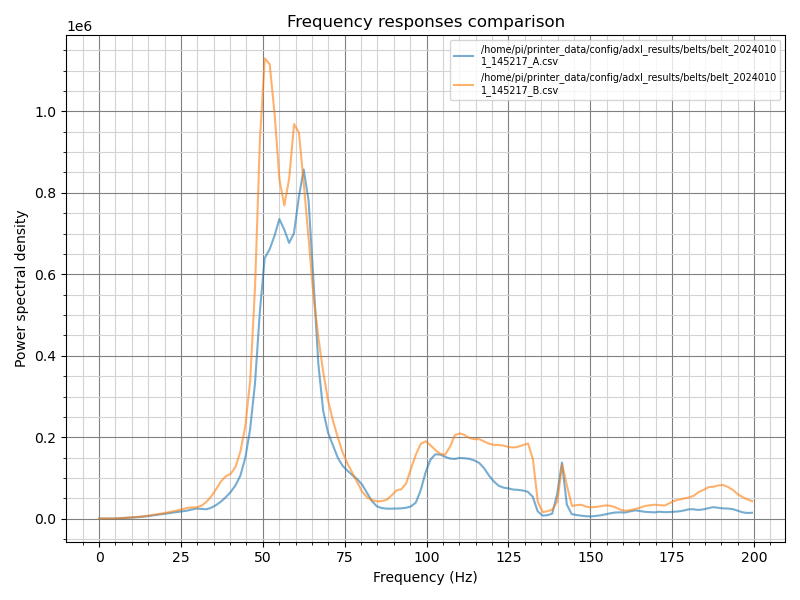 Frequency responses comparison
1e6
/home/pi/printer_data/config/adxl_results/belts/belt_2024010
1_145217_A.csv
/home/pi/printer_data/config/adxl_results/belts/belt_2024010
1_145217_B.csv
1.0
0.8
0.6
0.4
0.2
0.0
Power spectral density
0 25 50 75 100 125 150 175 200
Frequency (Hz)